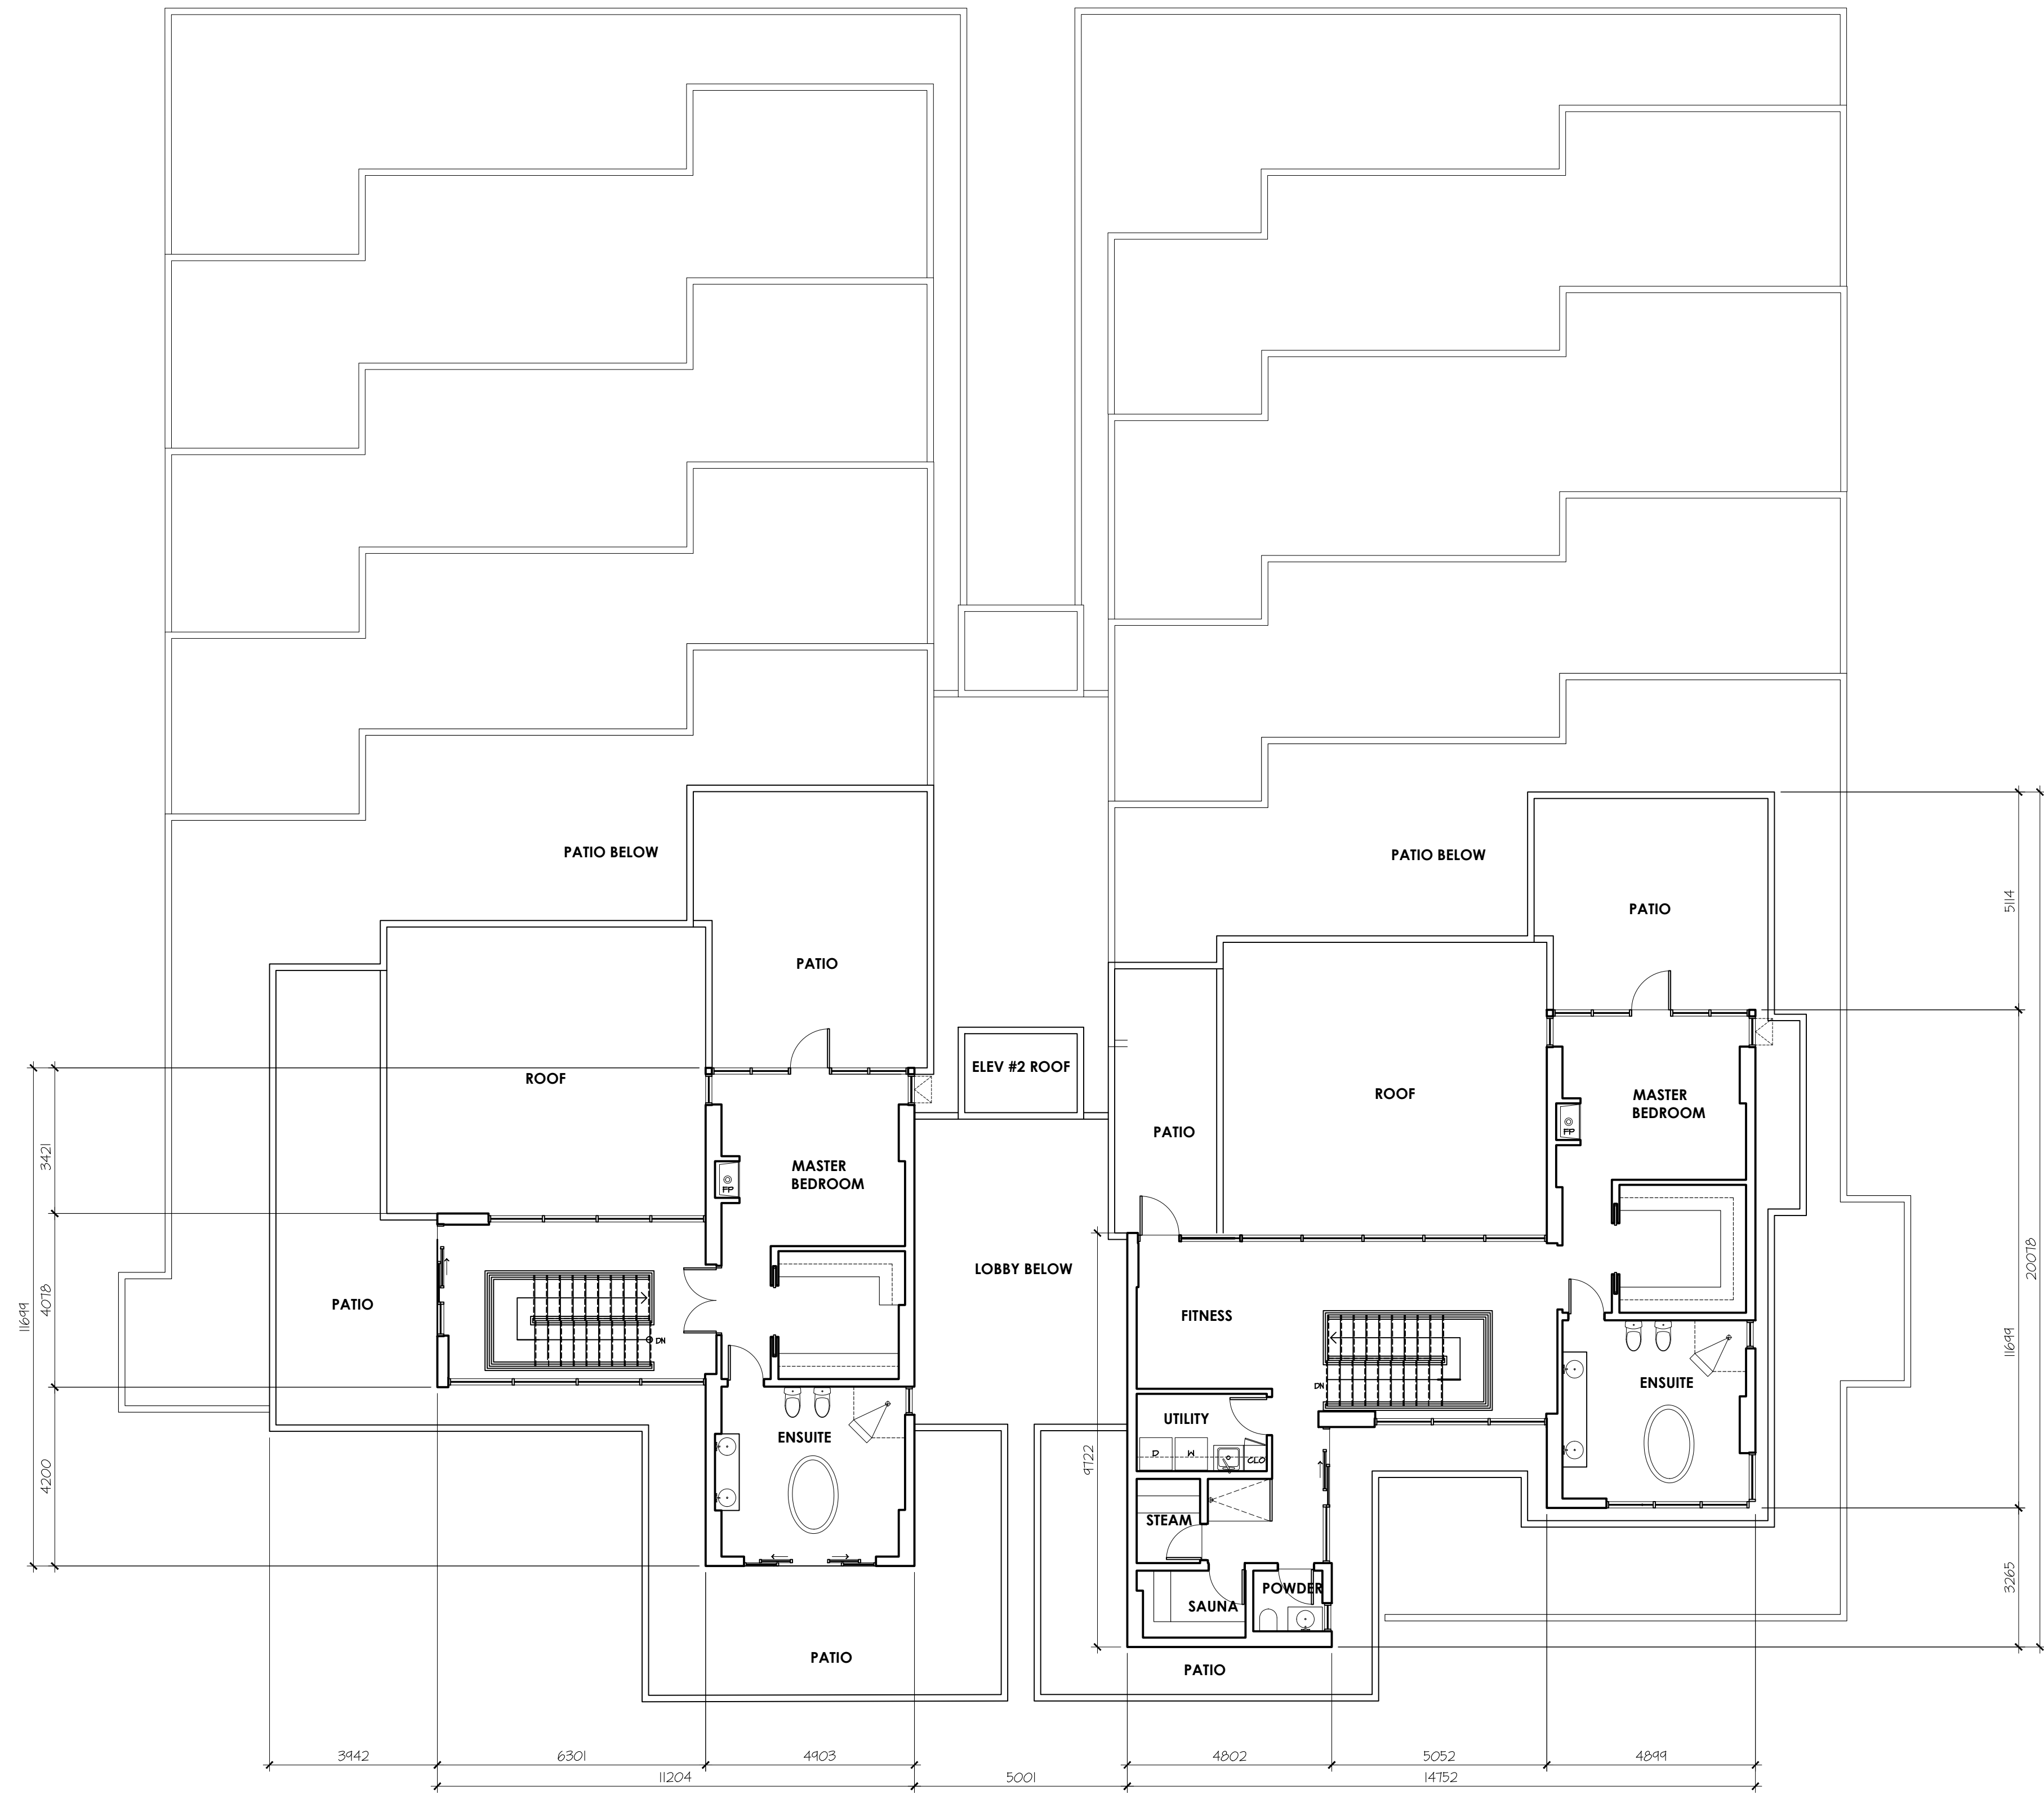 PATIO BELOW
PATIO BELOW
PATIO
5114
PATIO
ELEV #2 ROOF
ROOF
ROOF
MASTER
BEDROOM
PATIO
3421
FP
MASTER
BEDROOM
FP
20078
LOBBY BELOW
4078
PATIO
11699
FITNESS
DN
11699
DN
ENSUITE
UTILITY
ENSUITE
D
W
CLO
9722
4200
STEAM
3265
POWDER
SAUNA
PATIO
PATIO
3942
6301
4903
4802
5052
4899
11204
5001
14752